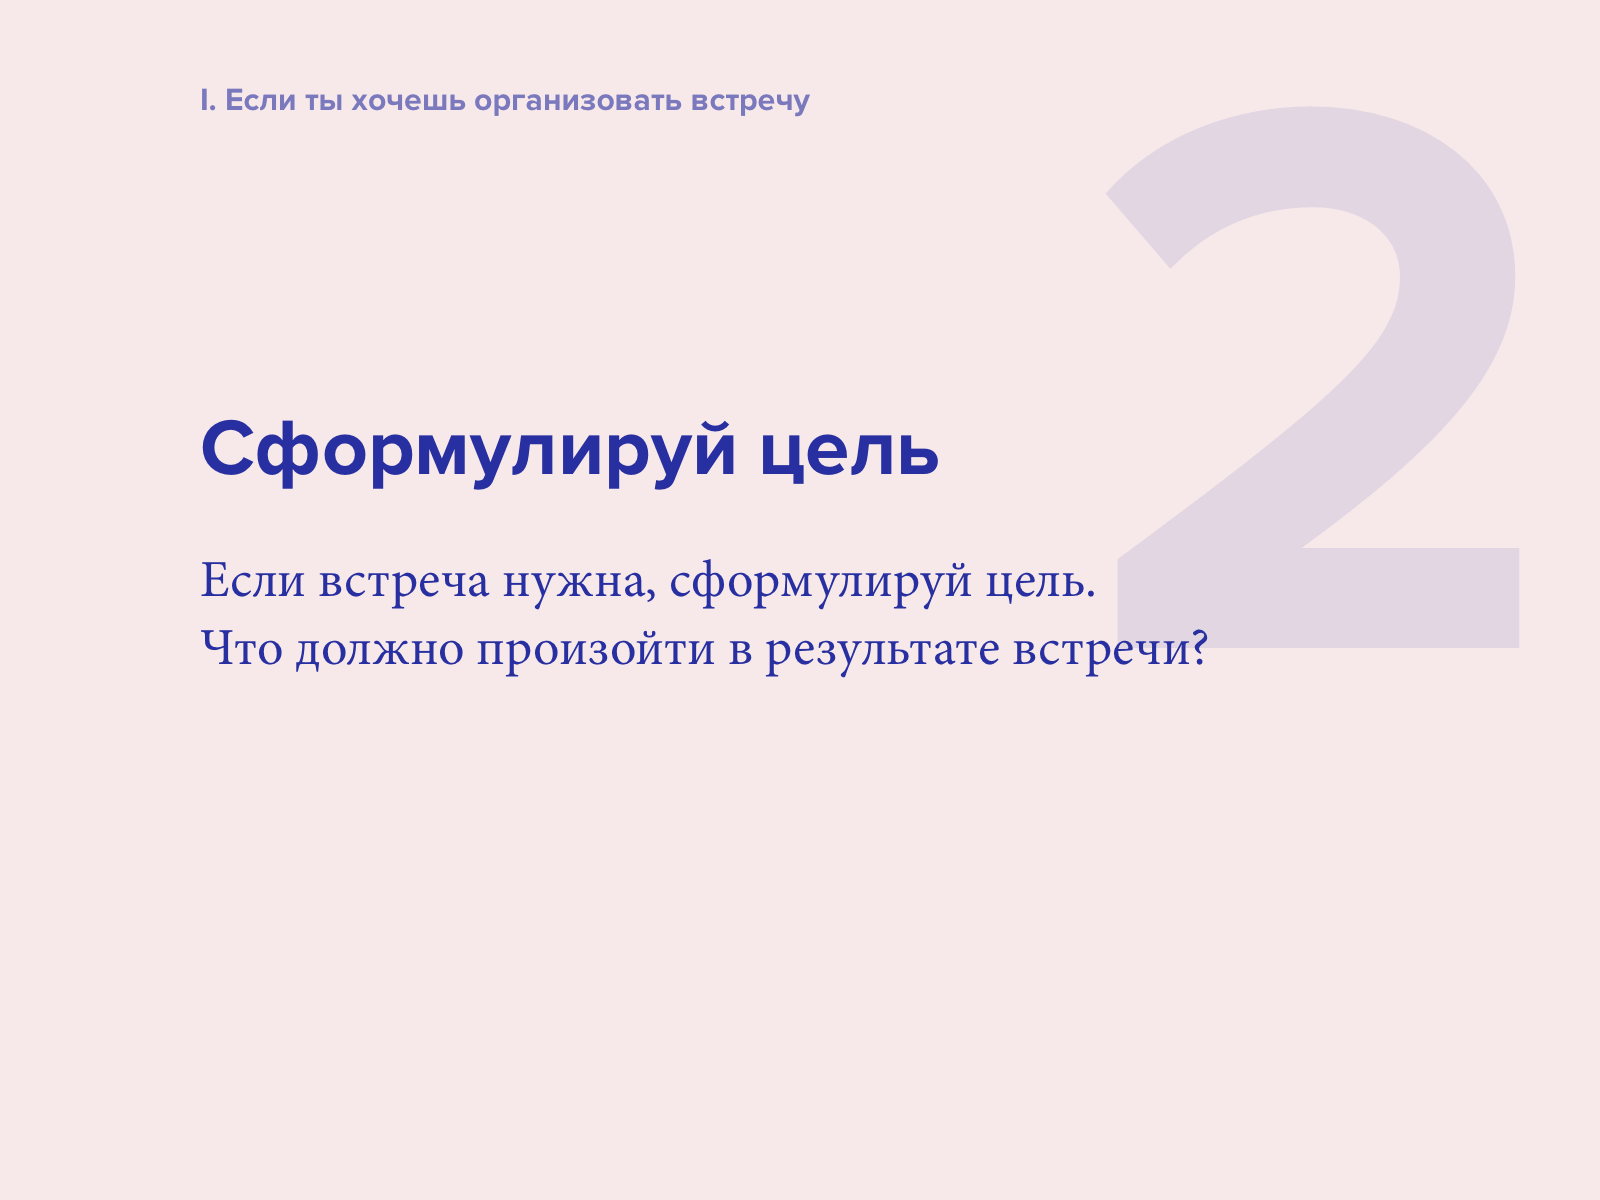 I. Если ты хочешь организовать встречу
2
Сформулируй цель
Если встреча нужна, сформулируй цель.
Что должно произойти в результате встречи?